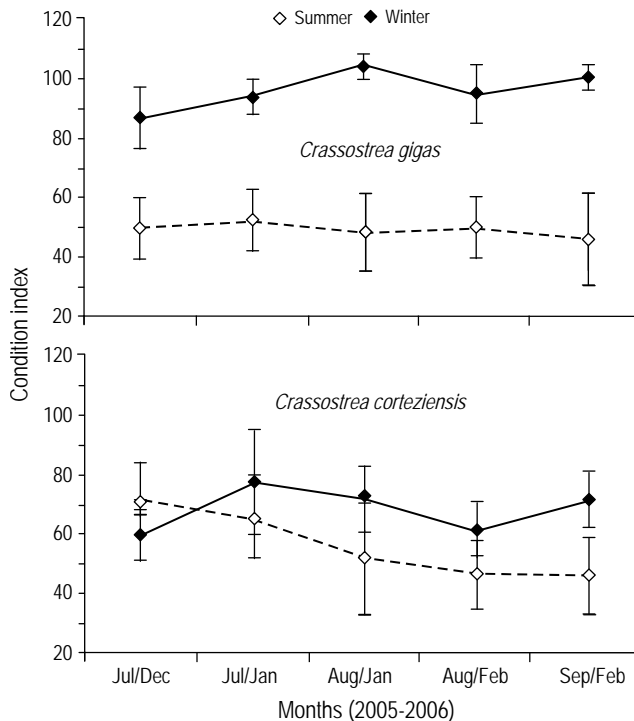 Summer Winter
120
100
80
60
40
20
Crassostrea gigas
Condition index
120
100
80
60
40
20
Crassostrea corteziensis
Jul/Dec Jul/Jan Aug/Jan Aug/Feb Sep/Feb
Months (2005-2006)